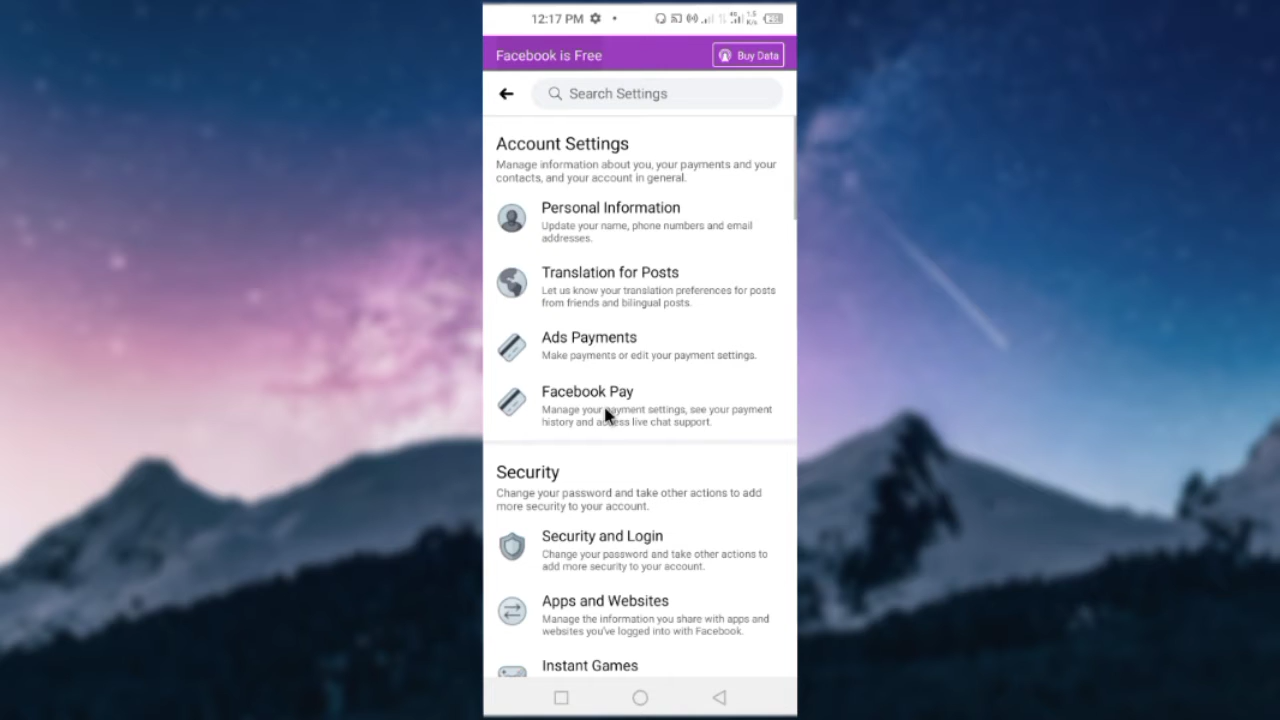 12:17 PM
Facebook is Free
Buy Data
Search Settings
Account Settings
Manage information about you, your payments and your
contacts, and your account in general.
Personal Information
Update your name, phone numbers and email
addresses.
Translation for Posts
Let us know your translation preferences for posts
from friends and bilingual posts.
Ads Payments
Make payments or edit your payment settings.
Facebook Pay
Manage your payment settings, see your payment
history and access live chat support.
Security
Change your password and take other actions to add
more security to your account.
Security and Login
Change your password and take other actions to
add more security to your account.
Apps and Websites
Manage the information you share with apps and
websites you've logged into with Facebook.
Instant Games